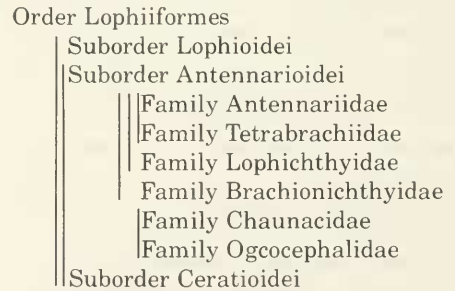 Order Lophiiformes
Suborder Lophioidei
Suborder Antennarioidei
Family Antennariidae
Family Tetrabrachiidae
Family Lophichthyidae
Family Brachionichthyidae
Family Chaunacidae
Family Ogcocephalidae
Suborder Ceratioidei